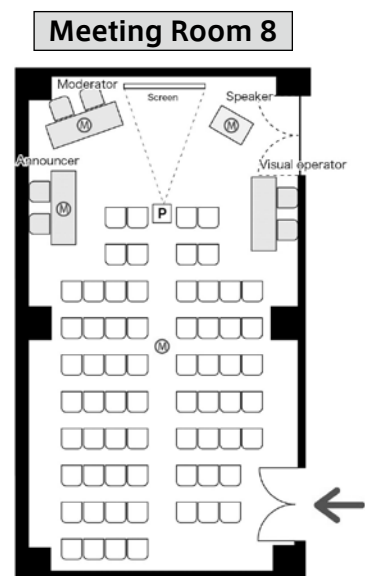 Meeting Room 8
Moderator
Screen
Speaker
M
M
Announcer
Visual operator
M
P
M